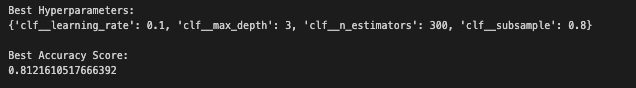 Best Hyperparameters:
{'clf__learning_rate': 0.1, 'clf__max_depth': 3, 'clf__n_estimators': 300, 'clf__subsample': 0.8}
Best Accuracy Score:
0.8121610517666392